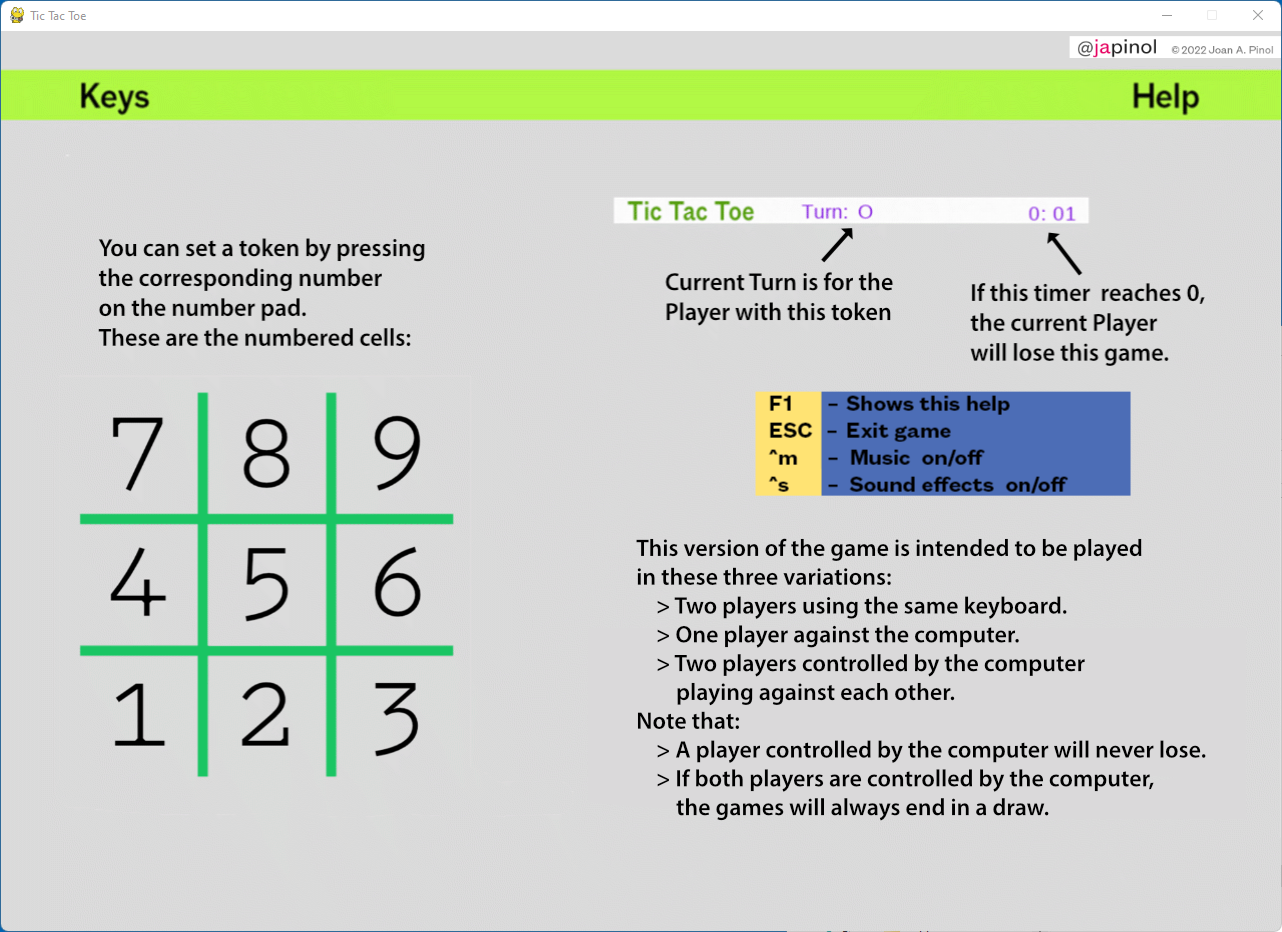 Tic Tac Toe
@japinol © 2022 Joan A. Pinol
Keys
Help
You can set a token by pressing
the corresponding number
on the number pad.
These are the numbered cells:
7 8 9
4 5 6
1 2 3
Tic Tac Toe Turn: O 0: 01
Current Turn is for the
Player with this token
If this timer reaches 0,
the current Player
will lose this game.
F1 – Shows this help
ESC – Exit game
^m – Music on/off
^s – Sound effects on/off
This version of the game is intended to be played
in these three variations:
> Two players using the same keyboard.
> One player against the computer.
> Two players controlled by the computer
playing against each other.
Note that:
> A player controlled by the computer will never lose.
> If both players are controlled by the computer,
the games will always end in a draw.